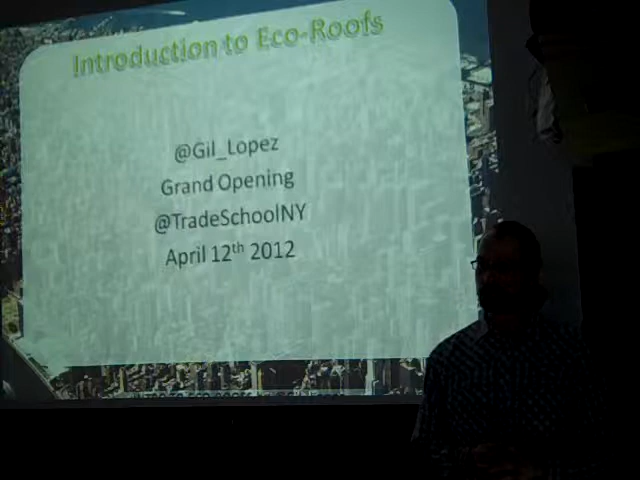 Introduction to Eco-Roofs
@Gil_Lopez
Grand Opening
@TradeSchoolNY
April 12th 2012